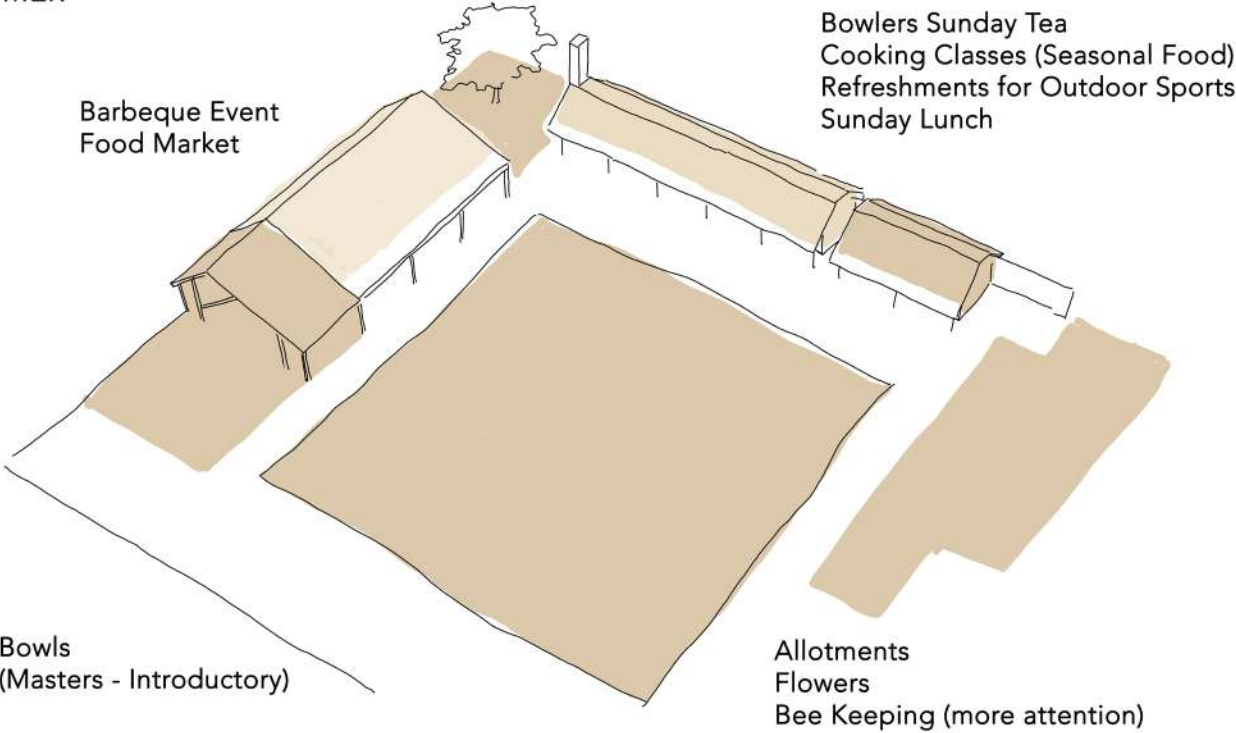 Bowlers Sunday Tea
Cooking Classes (Seasonal Food)
Refreshments for Outdoor Sports
Sunday Lunch
Barbeque Event
Food Market
Bowls
(Masters - Introductory)
Allotments
Flowers
Bee Keeping (more attention)